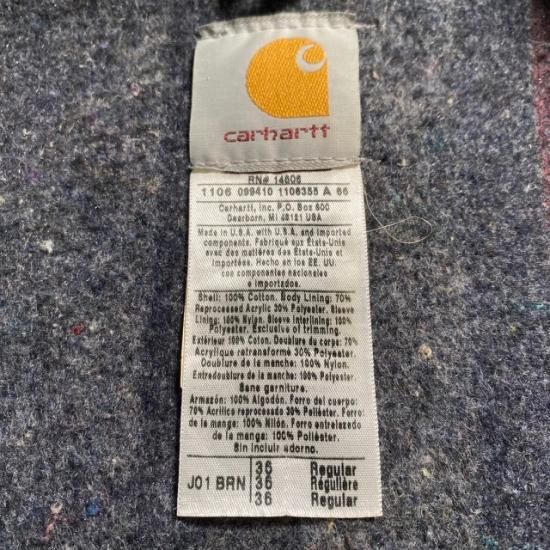 carhartt
RN# 14806
1106 099410 1106355 A 66
Carhartt, Inc. P.O. Box 600
Dearborn, MI 48121 USA
Made in U.S.A. with U.S.A. and imported
components. Fabriqué aux États-Unis
avec des matières des États-Unis et
importées. Hecho en los EE. UU.
con componentes nacionales
e importados.
Shell: 100% Cotton. Body Lining: 70%
Reprocessed Acrylic 30% Polyester. Sleeve
Lining: 100% Nylon. Sleeve Interlining: 100%
Polyester. Exclusive of trimming.
Extérieur 100% Coton. Doublure du corps: 70%
Acrylique retransformé 30% Polyester.
Doublure de la manche: 100% Nylon.
Entredoublure de la manche: 100% Polyester.
Sans garniture.
Armazón: 100% Algodón. Forro del cuerpo:
70% Acrílico reprocesado 30% Poliéster. Forro
de la manga: 100% Nilón. Forro entrelazado
de la manga: 100% Poliéster.
Sin incluir adorno.
36 Regular
J01 BRN 36 Régulière
36 Regular